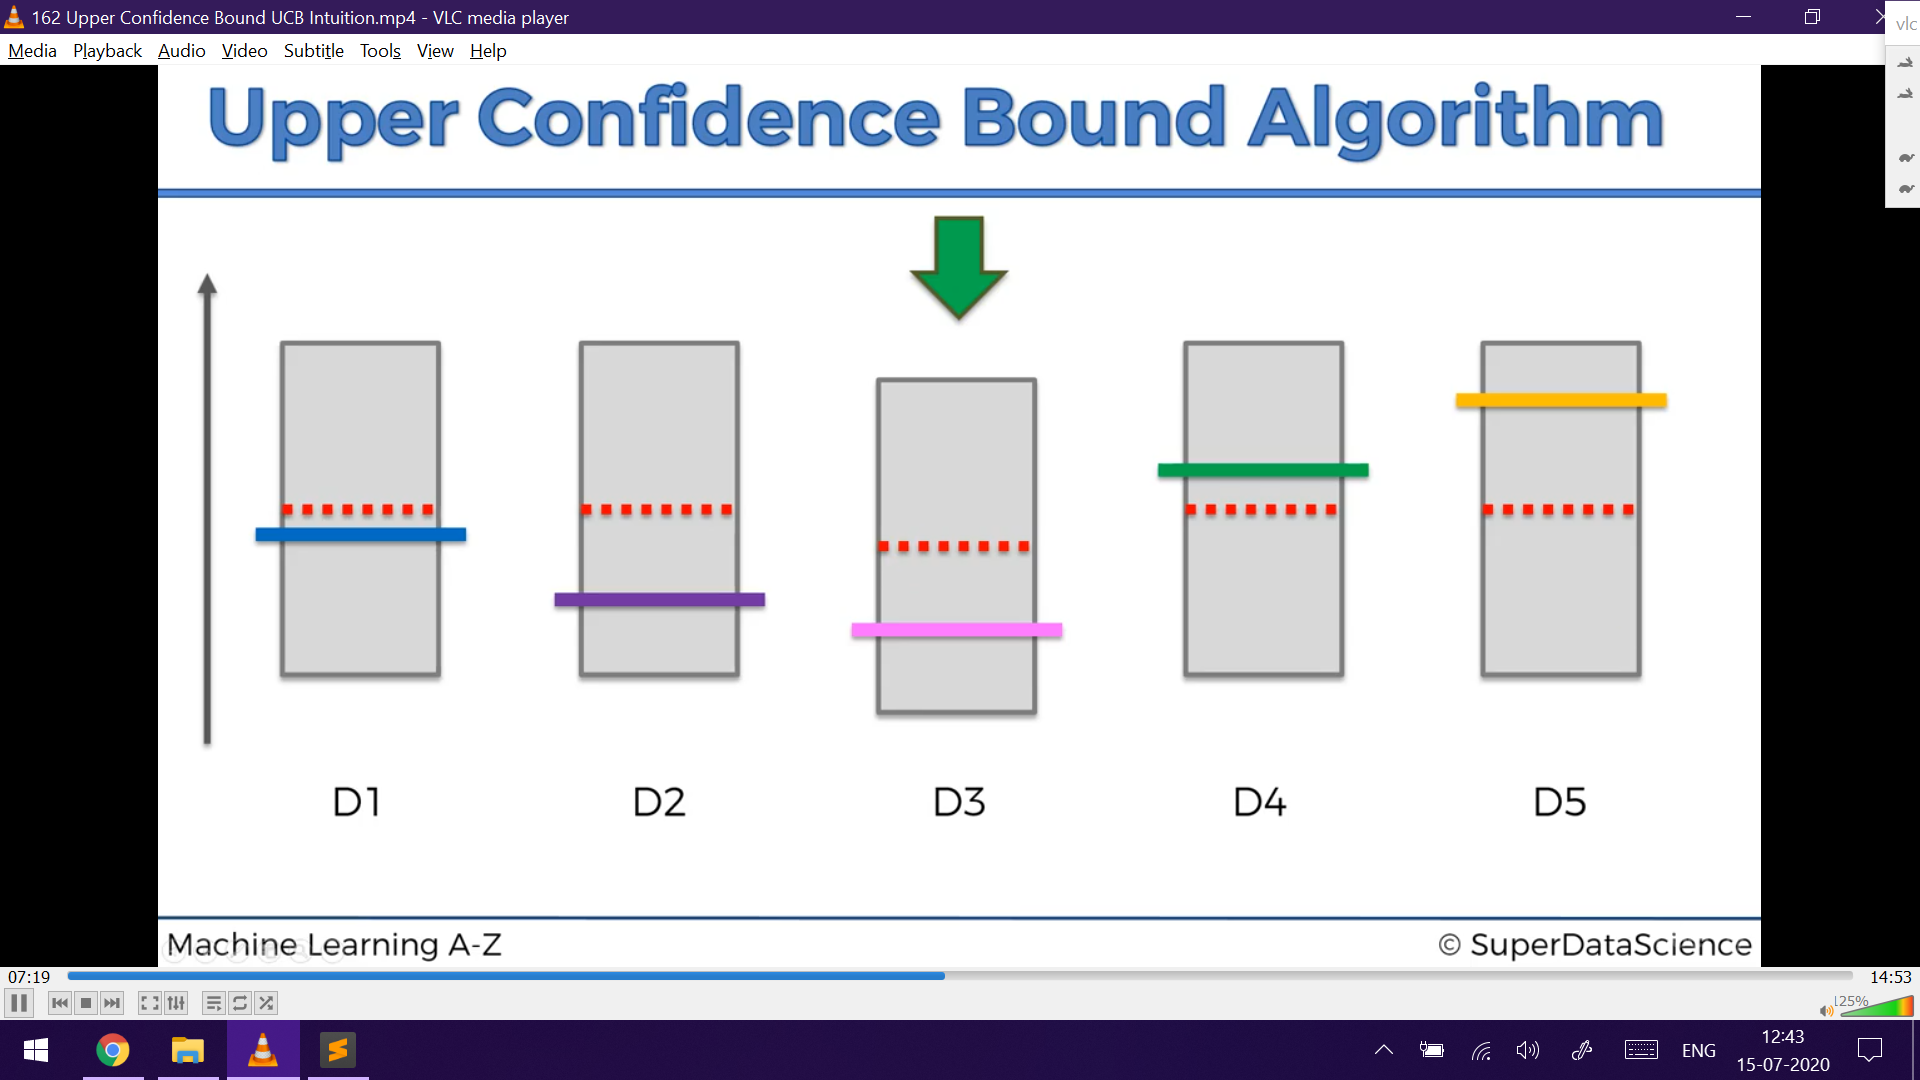 162 Upper Confidence Bound UCB Intuition.mp4 - VLC media player
vlc
Media Playback Audio Video Subtitle Tools View Help
Upper Confidence Bound Algorithm
D1 D2 D3 D4 D5
Machine Learning A-Z
© SuperDataScience
07:19
14:53
125%
ENG
12:43
15-07-2020